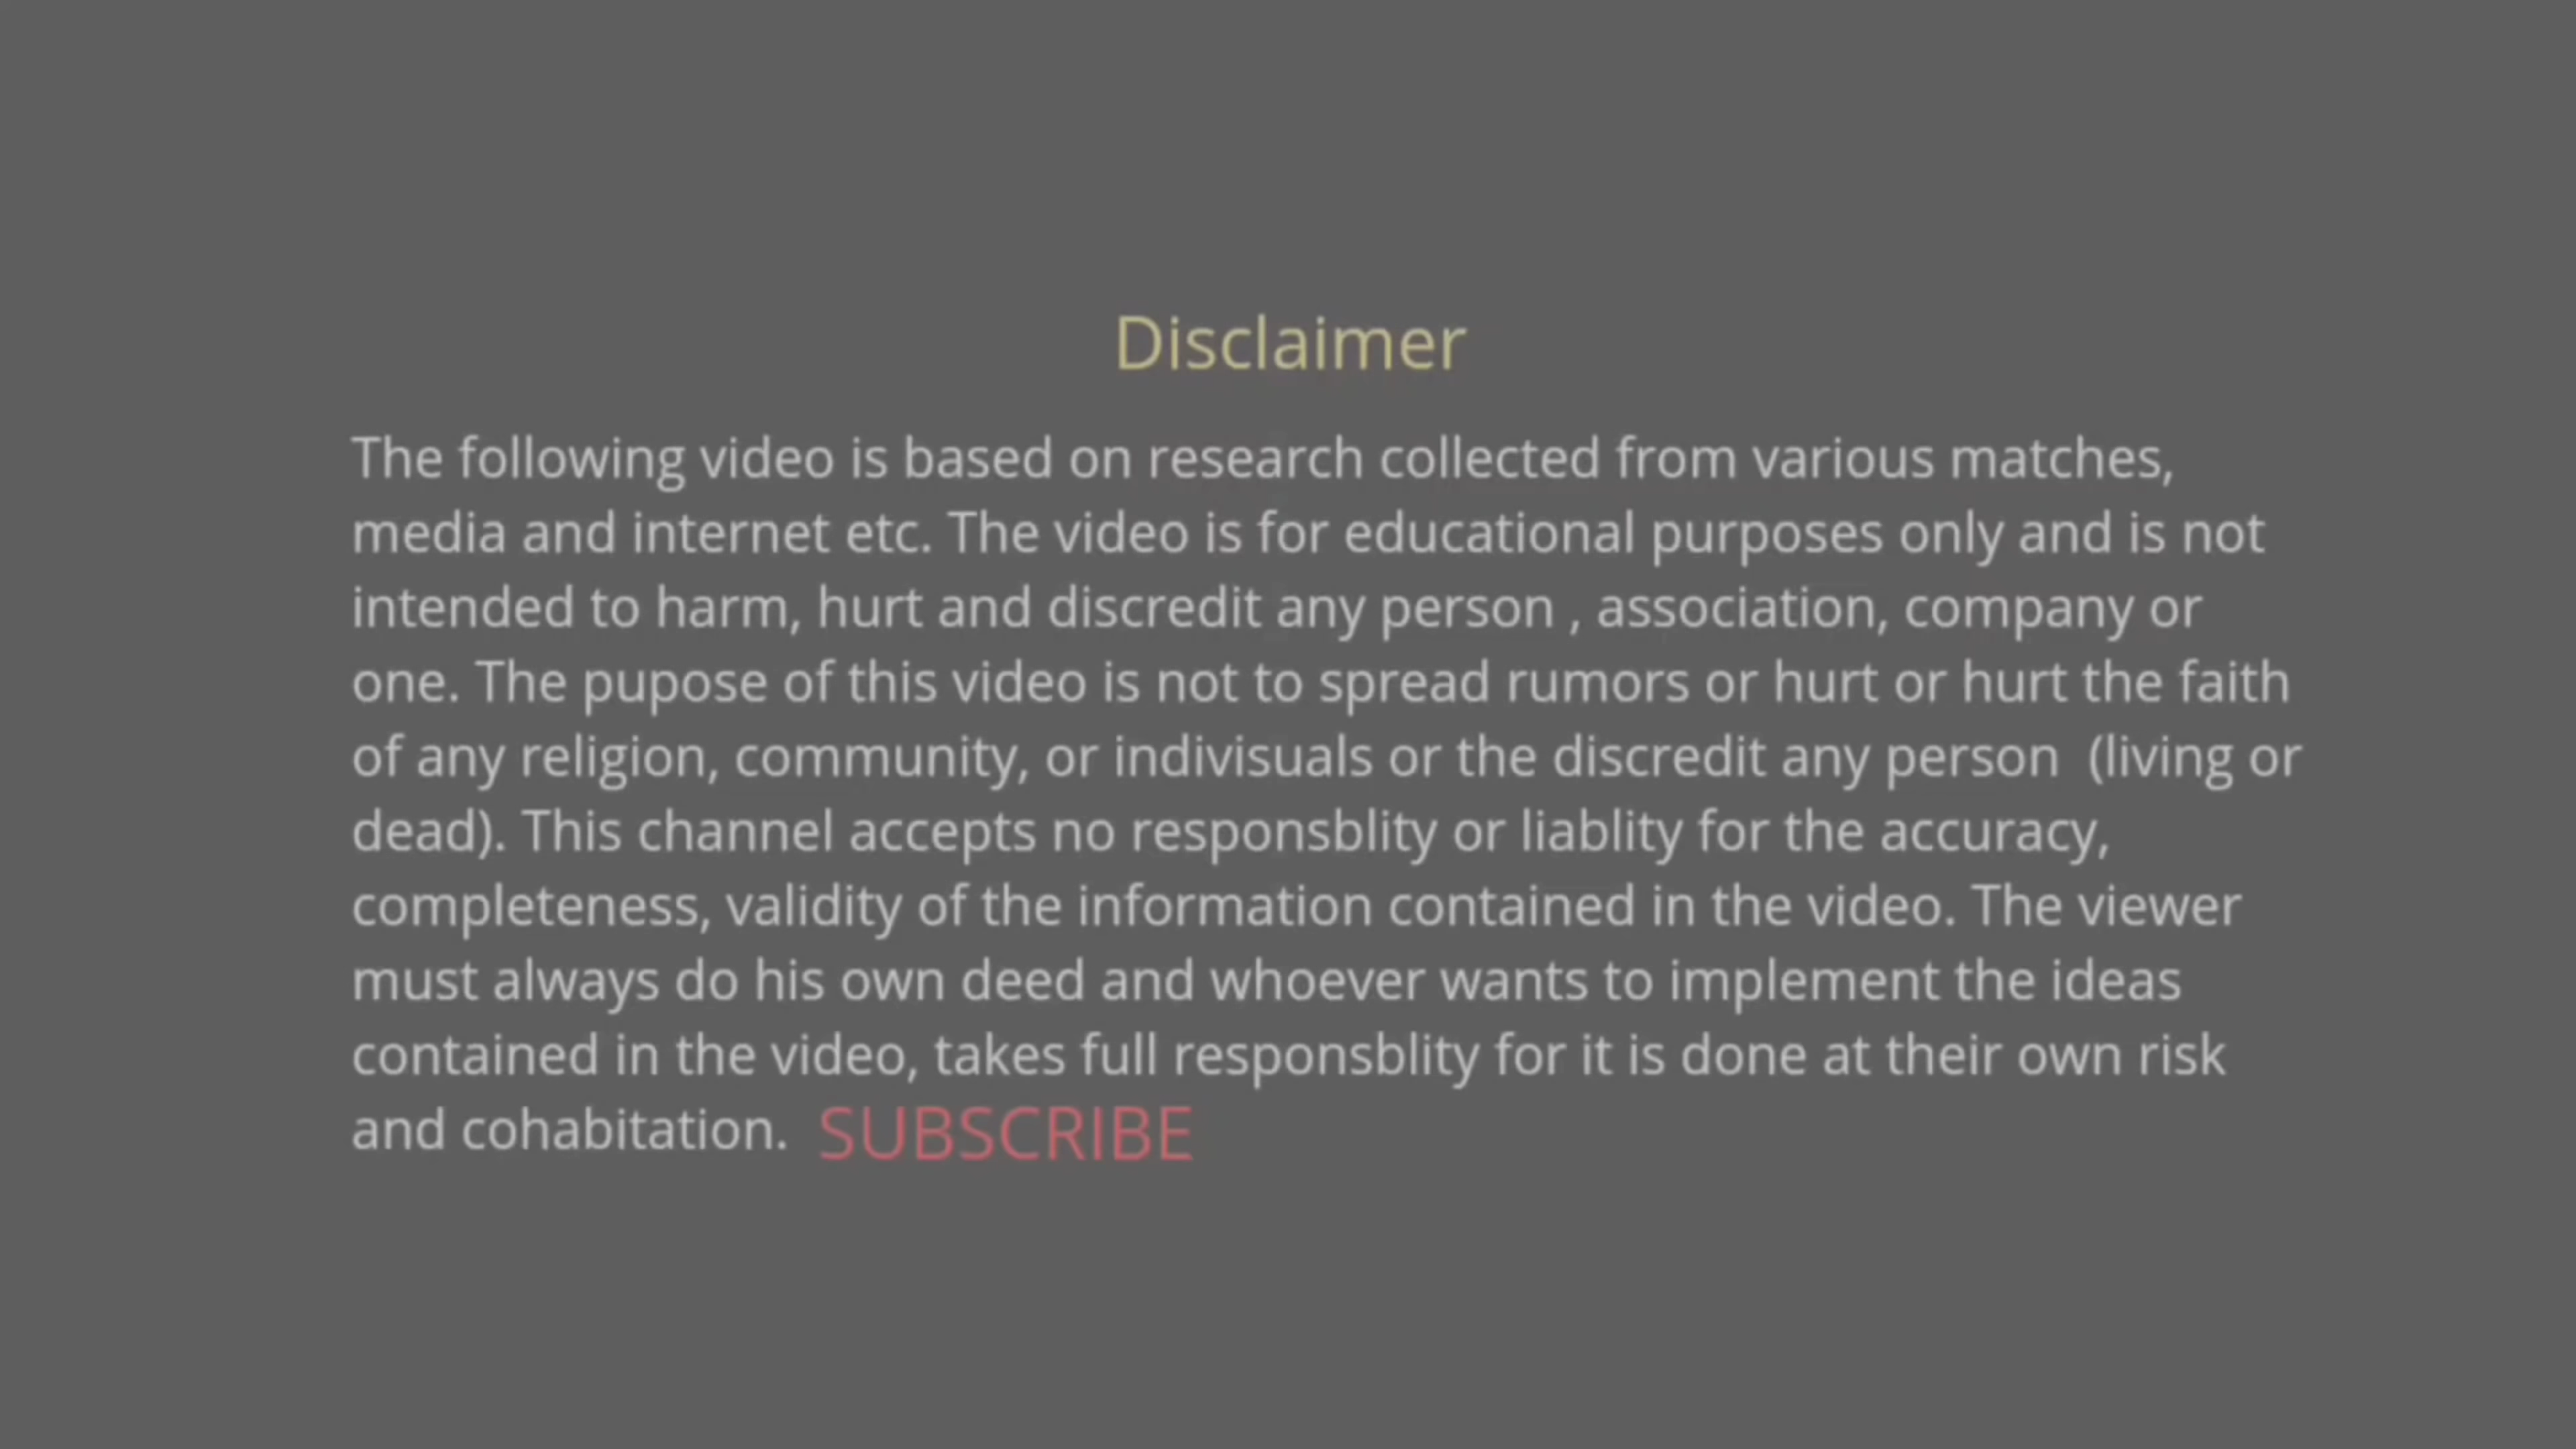 Disclaimer
The following video is based on research collected from various matches,
media and internet etc. The video is for educational purposes only and is not
intended to harm, hurt and discredit any person , association, company or
one. The pupose of this video is not to spread rumors or hurt or hurt the faith
of any religion, community, or indivisuals or the discredit any person  (living or
dead). This channel accepts no responsblity or liablity for the accuracy,
completeness, validity of the information contained in the video. The viewer
must always do his own deed and whoever wants to implement the ideas
contained in the video, takes full responsblity for it is done at their own risk
and cohabitation.  SUBSCRIBE